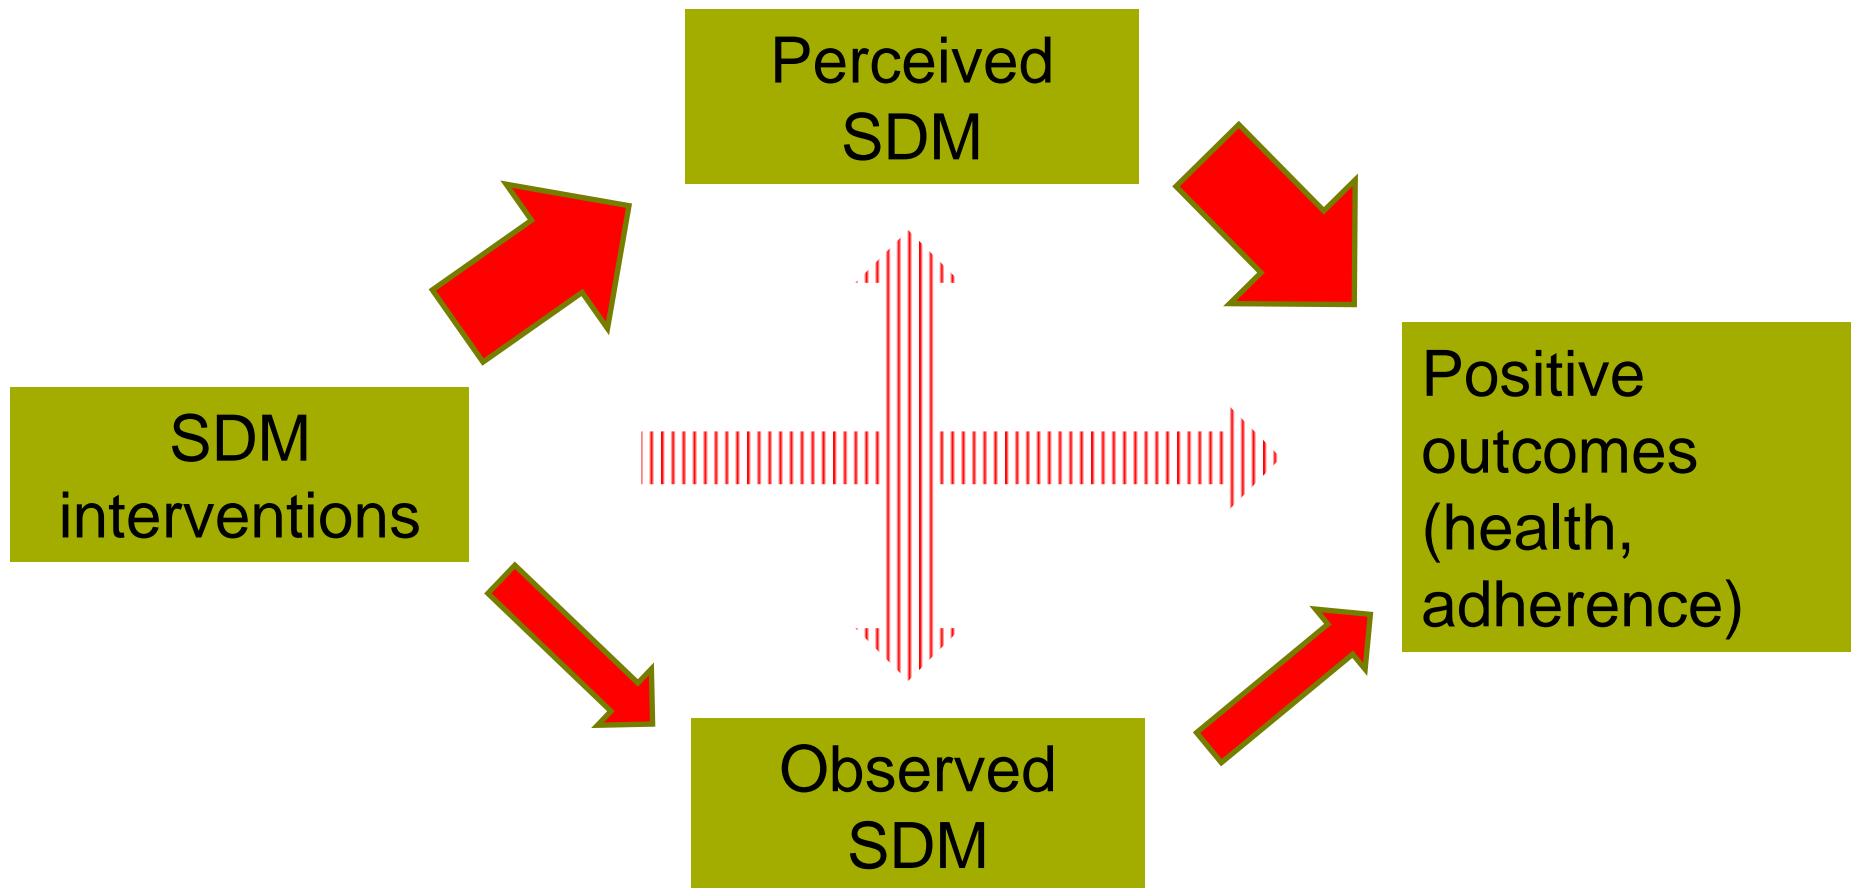 Perceived
SDM
SDM
interventions
Positive
outcomes
(health,
adherence)
Observed
SDM